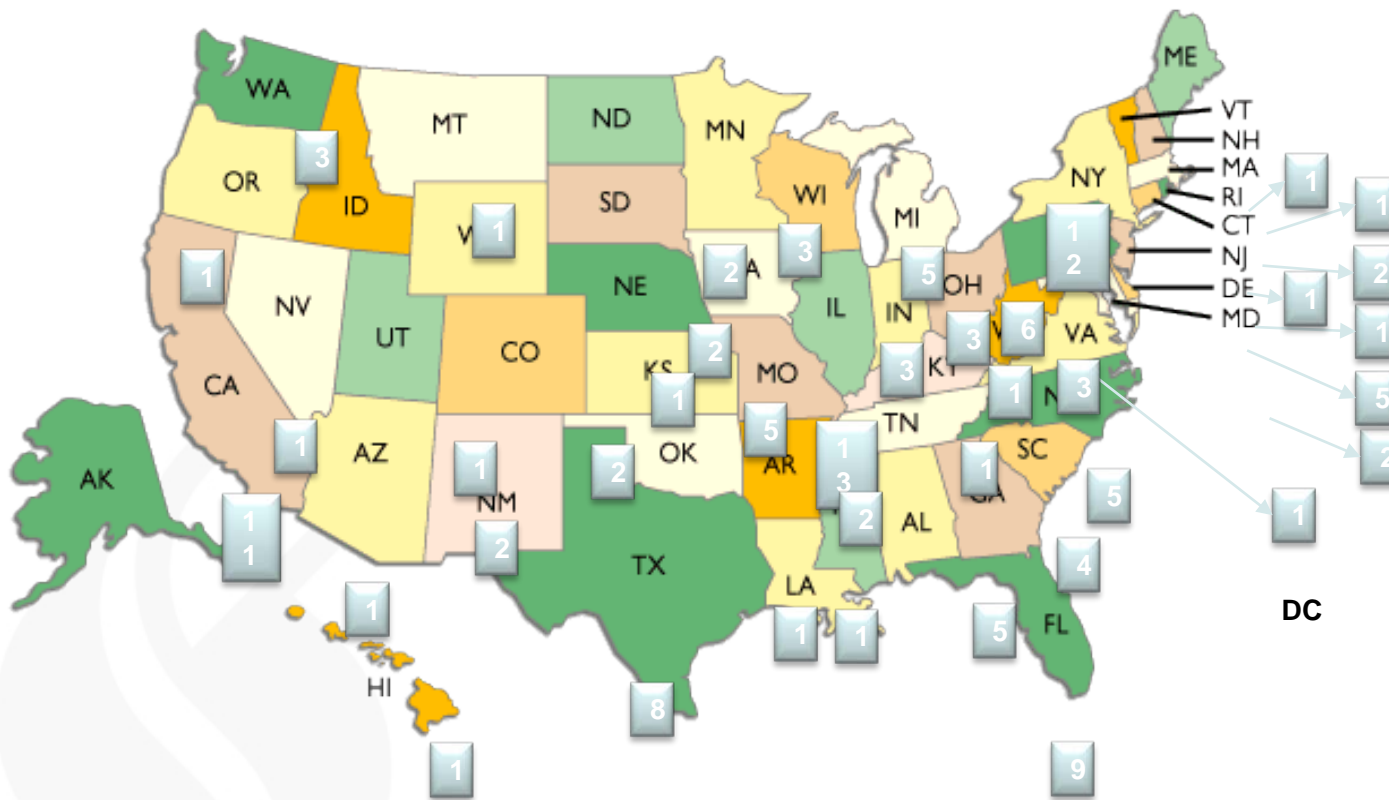 ME
WA
VT
MT
ND
MN
NH
3
MA
1
NY
OR
WI
RI
ID
SD
1
MI
CT
1
1
2
3
NJ
1
2
A
5
2
NE
OH
DE
1
NV
IL
IN
MD
6
VA
1
UT
CO
2
3
KS
MO
3
KY
CA
1
1
3
N
5
5
TN
1
AZ
1
2
OK
AR
1
3
1
SC
2
AK
NM
GA
5
1
1
2
2
AL
1
TX
4
LA
1
DC
1
1
5
FL
HI
8
1
9